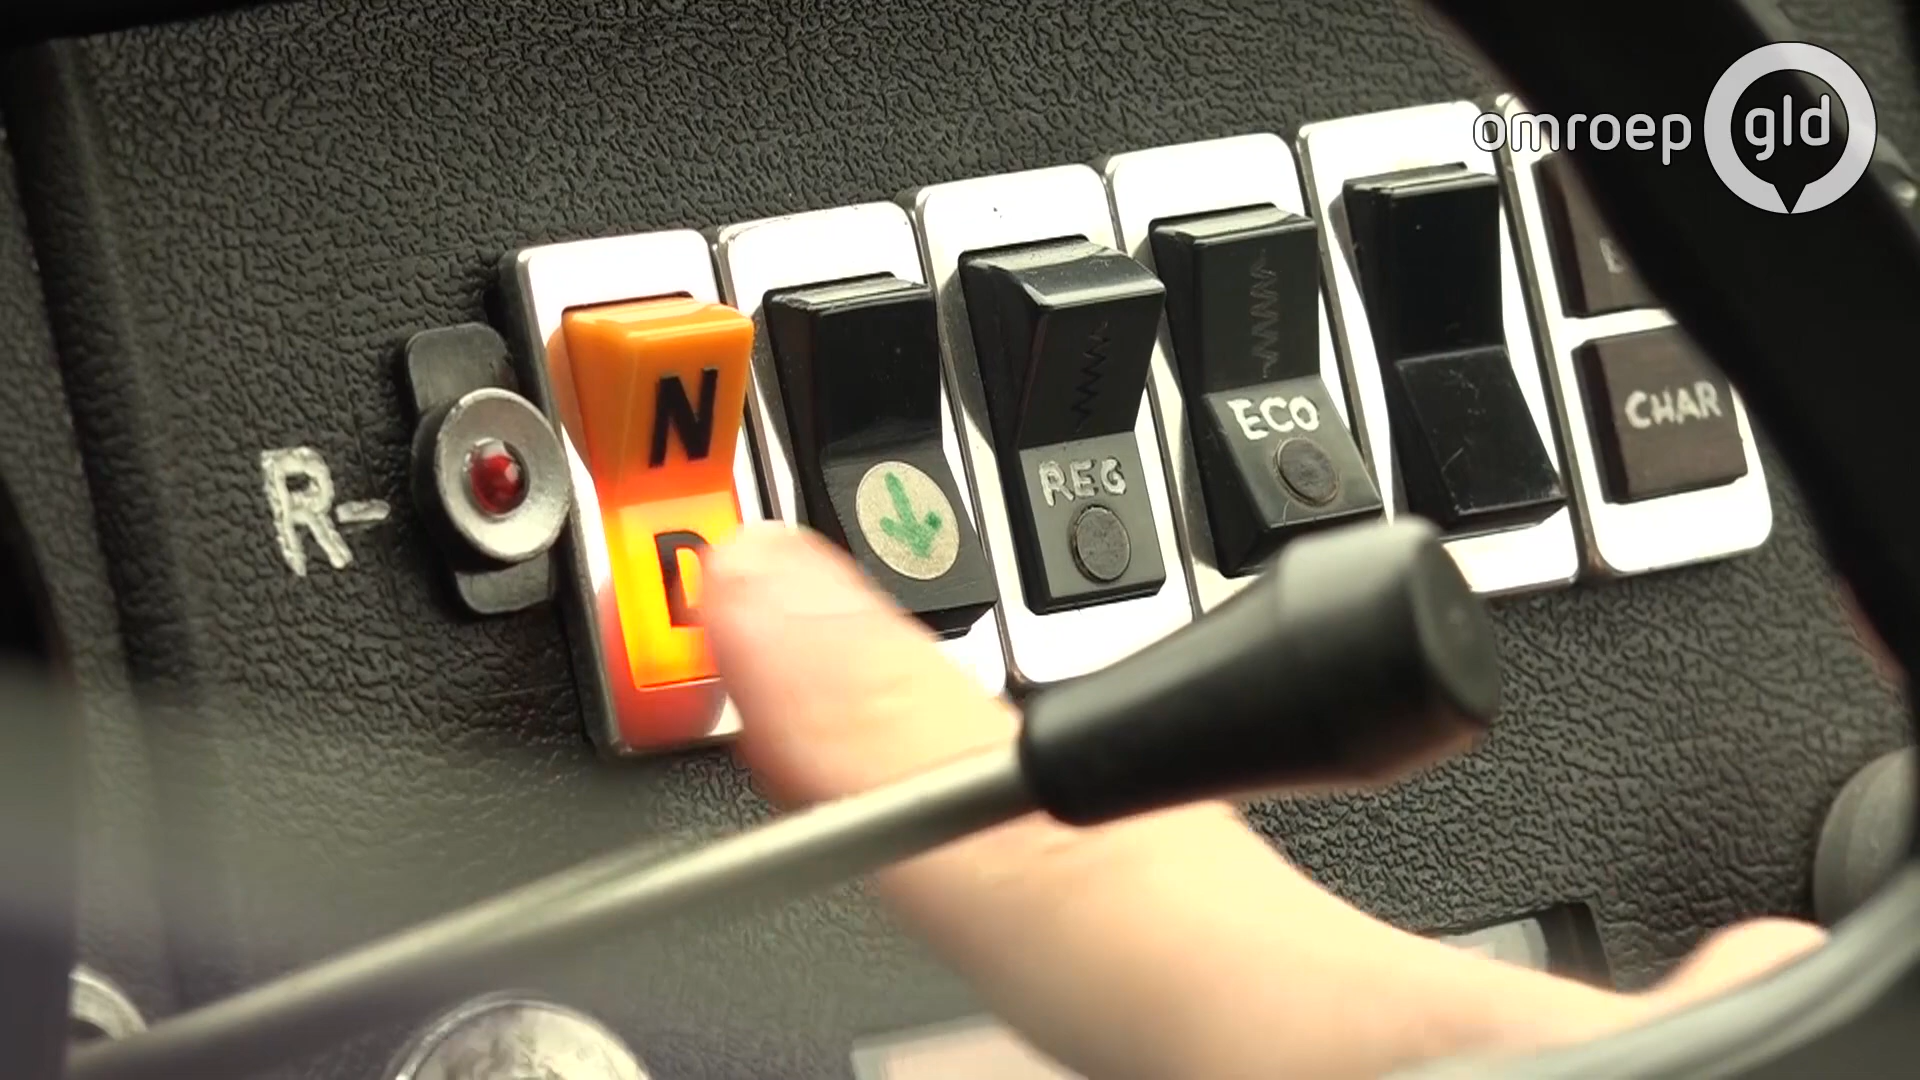 omroep gld
R-
N
D
REG
ECO
CHAR